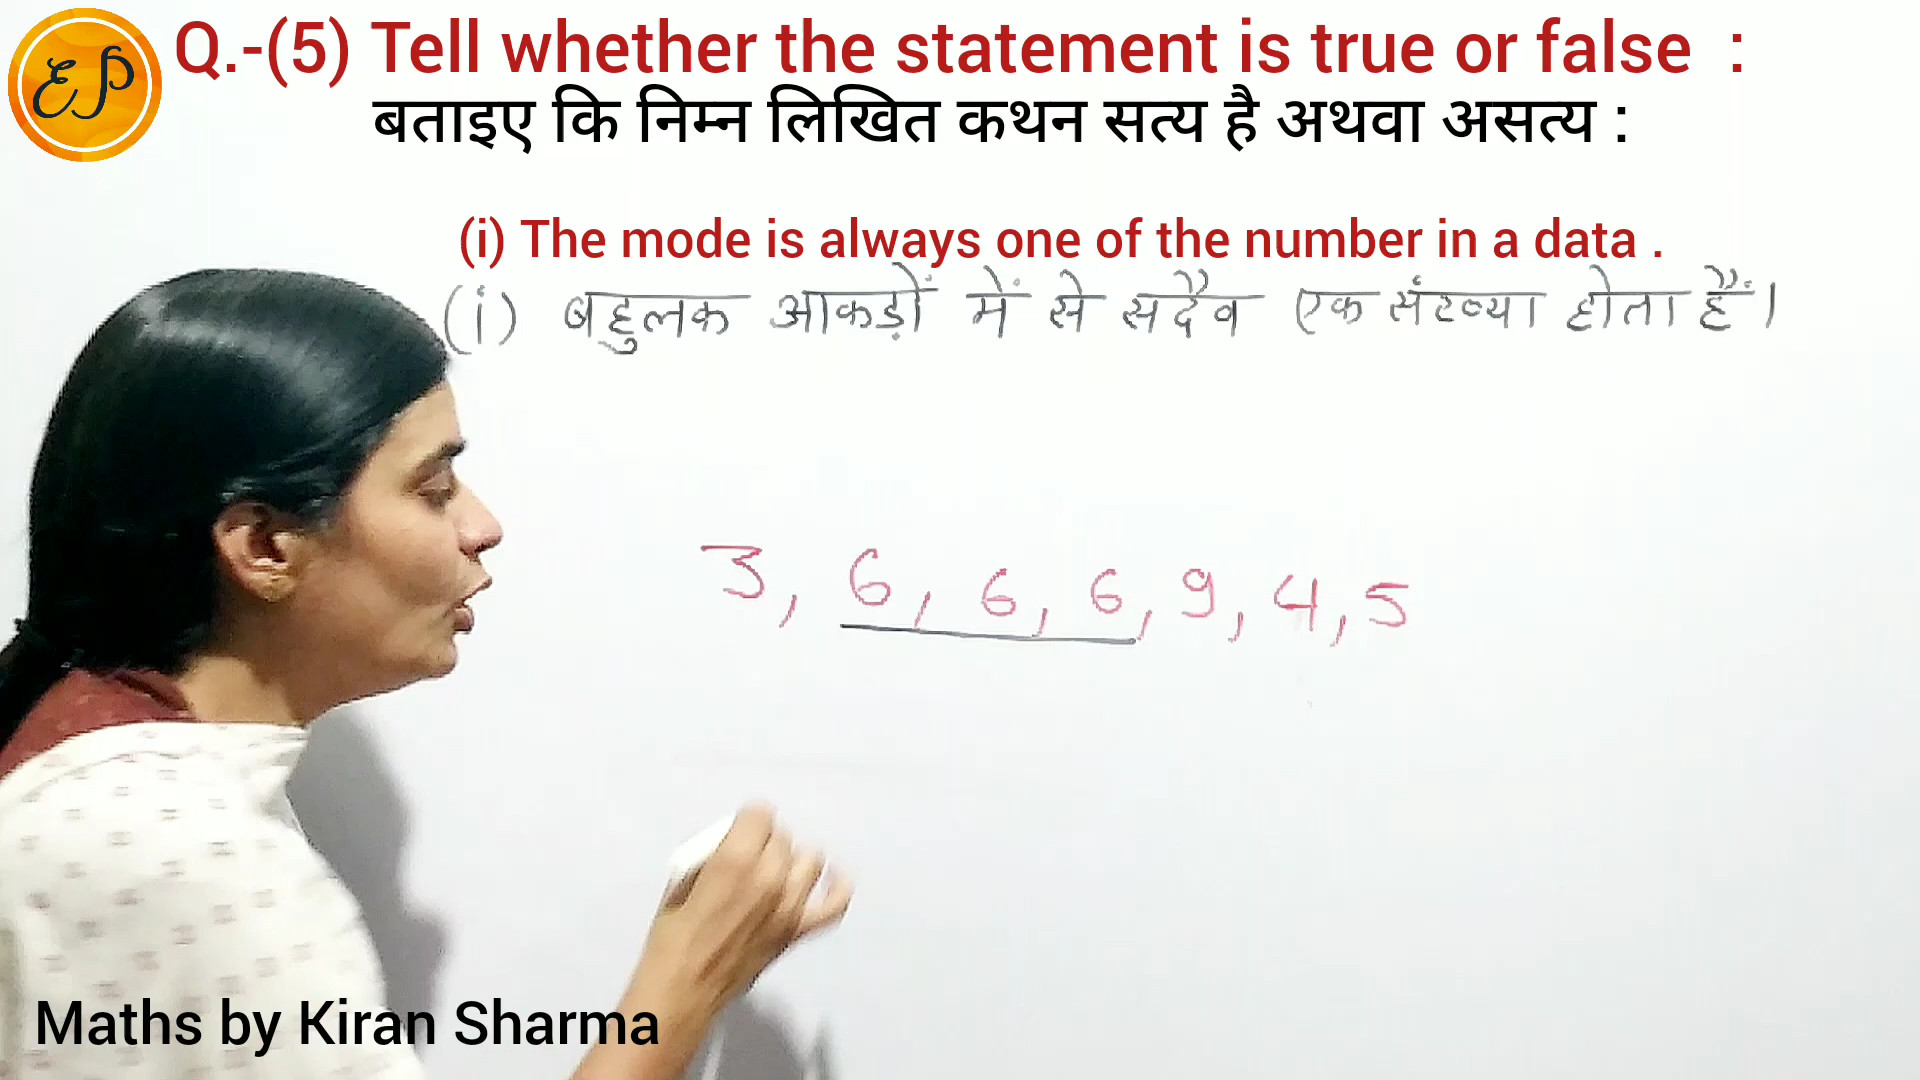 EP
Q.-(5) Tell whether the statement is true or false :
बताइए कि निम्न लिखित कथन सत्य है अथवा असत्य :
(i) The mode is always one of the number in a data .
(i) बहुलक आकड़ों में से सदैव एक संख्या होता हैं।
3, 6, 6, 6, 9, 4, 5
Maths by Kiran Sharma